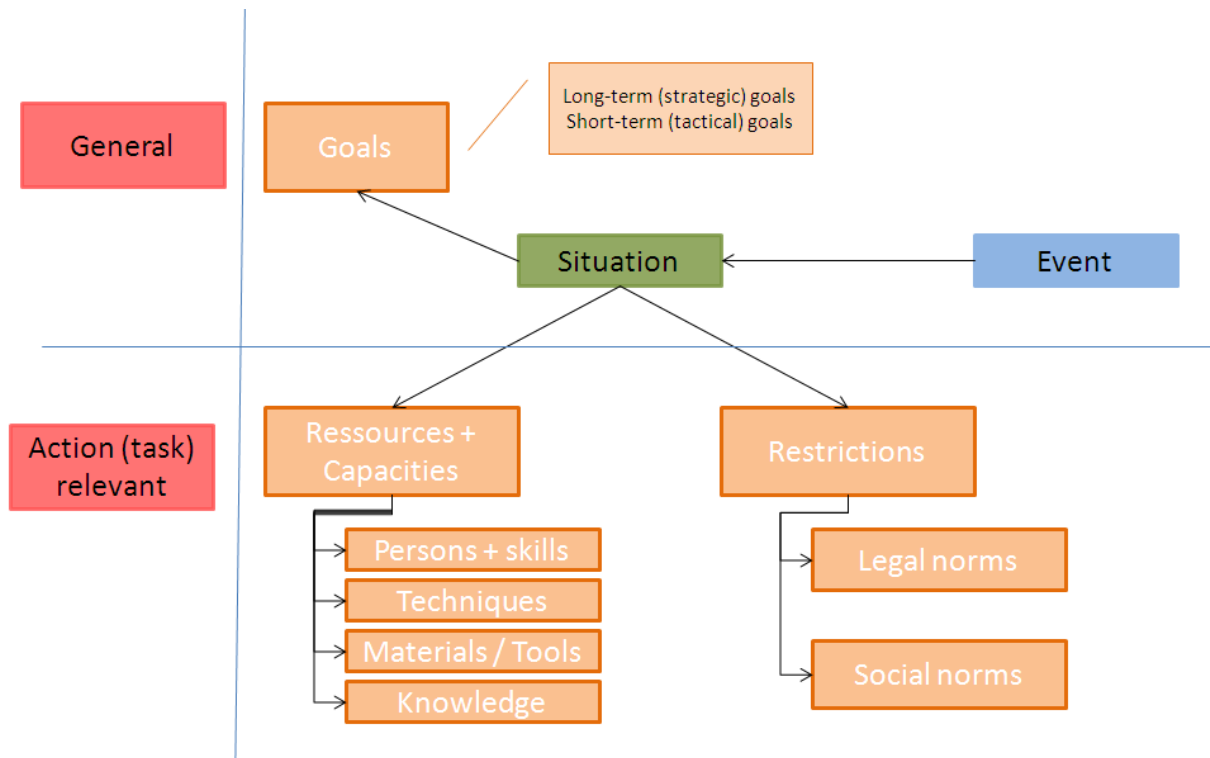 Long-term (strategic) goals
Short-term (tactical) goals
General
Goals
Situation
Event
Action (task)
relevant
Ressources +
Capacities
Restrictions
Persons + skills
Techniques
Materials / Tools
Knowledge
Legal norms
Social norms